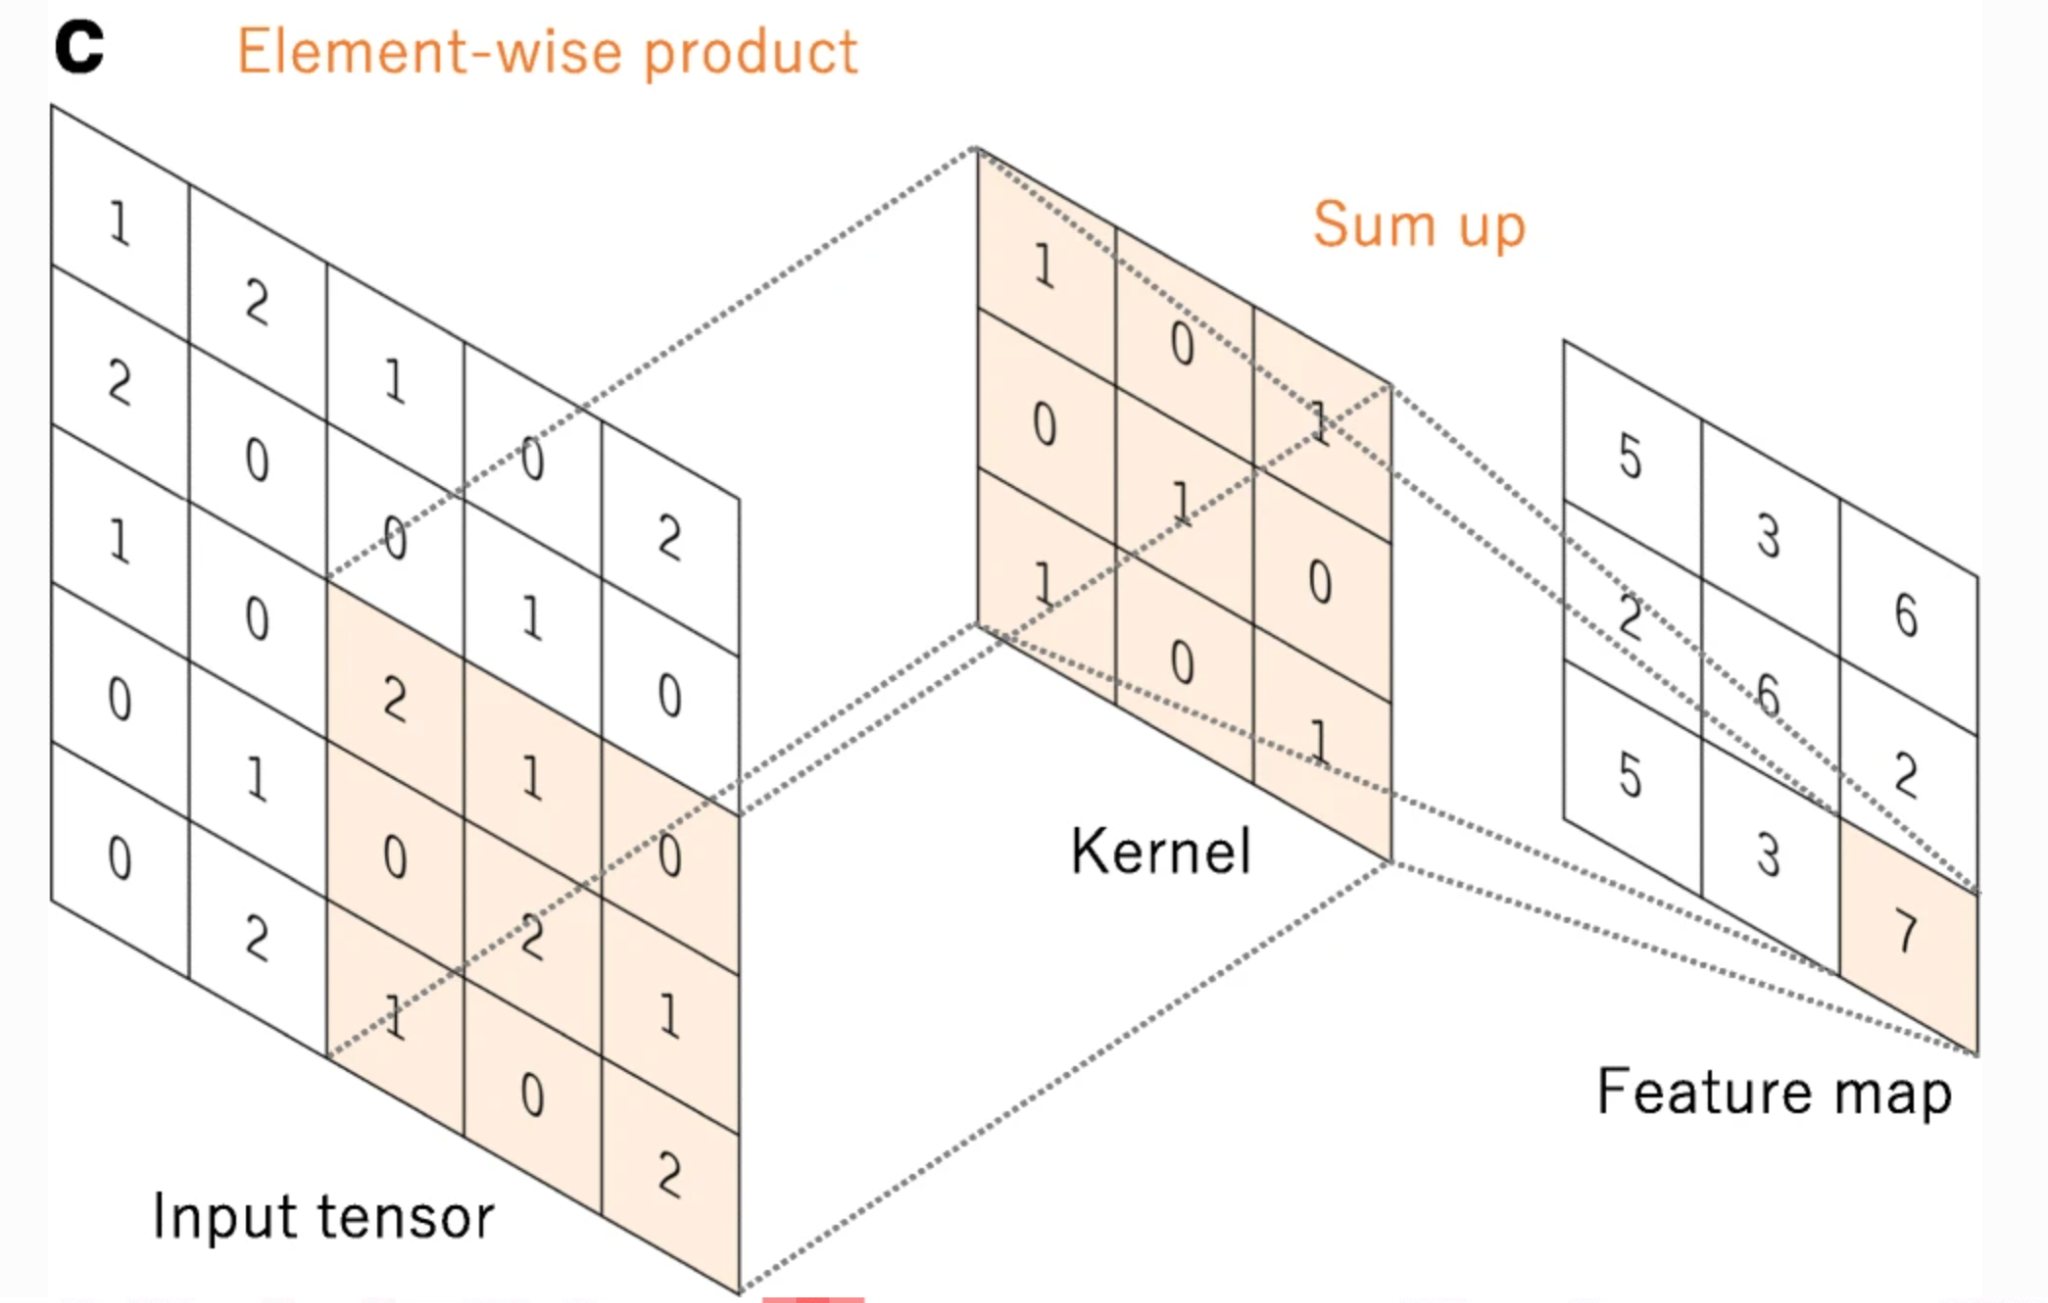 C Element-wise product
Sum up
1 2 1 0 2
2 0 0 1 0
1 0 2 1 0
0 1 0 2 1
0 2 1 0 2
Input tensor
1 0 1
0 1 0
1 0 1
Kernel
5 3 6
2 6 2
5 3 7
Feature map